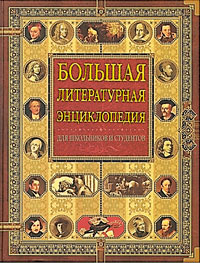 БОЛЬШАЯ
ЛИТЕРАТУРНАЯ
ЭНЦИКЛОПЕДИЯ
ДЛЯ ШКОЛЬНИКОВ И СТУДЕНТОВ